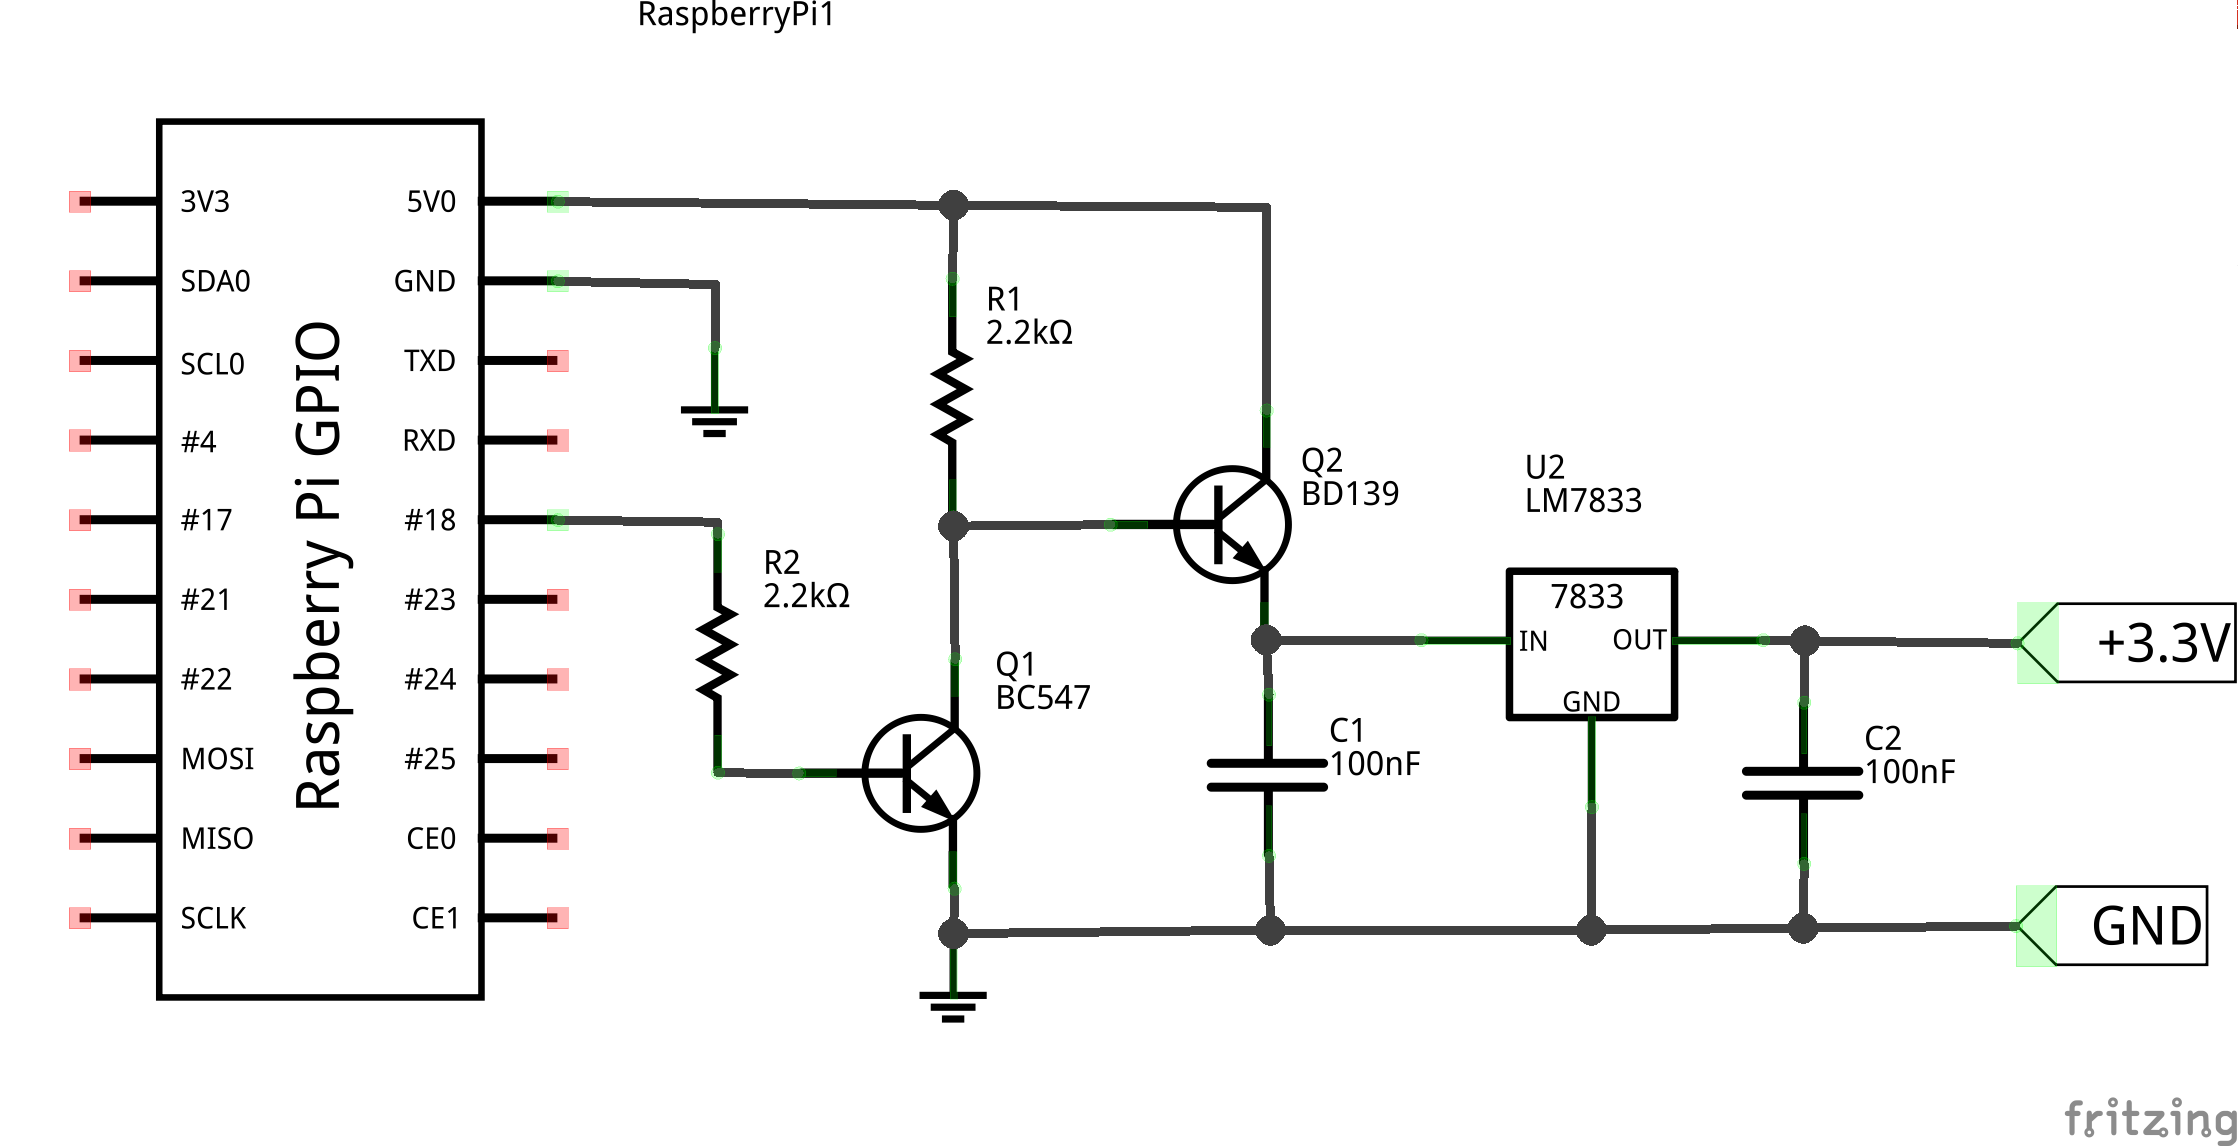 RaspberryPi1
Raspberry Pi GPIO
3V3
SDA0
SCL0
#4
#17
#21
#22
MOSI
MISO
SCLK
5V0
GND
TXD
RXD
#18
#23
#24
#25
CE0
CE1
R1
2.2kΩ
R2
2.2kΩ
Q1
BC547
Q2
BD139
U2
LM7833
7833
IN
OUT
GND
C1
100nF
C2
100nF
+3.3V
GND
fritzing